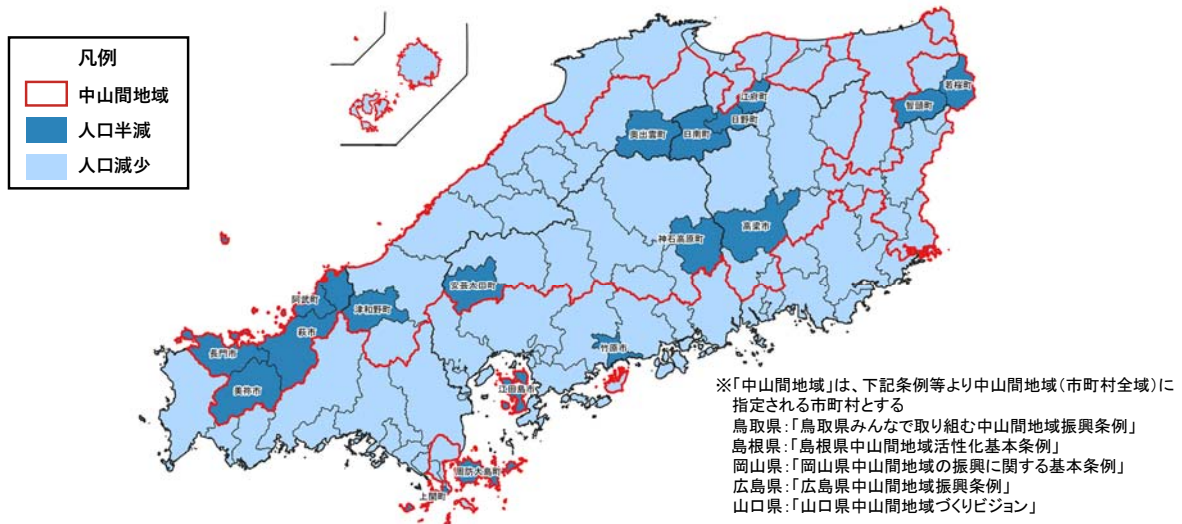 凡例
中山間地域
人口半減
人口減少
若桜町
智頭町
江府町
日野町
日南町
奥出雲町
高梁市
神石高原町
安芸太田町
津和野町
阿武町
萩市
長門市
美祢市
竹原市
江田島市
周防大島町
上関町
※「中山間地域」は、下記条例等より中山間地域(市町村全域)に
指定される市町村とする
鳥取県:「鳥取県みんなで取り組む中山間地域振興条例」
島根県:「島根県中山間地域活性化基本条例」
岡山県:「岡山県中山間地域の振興に関する基本条例」
広島県:「広島県中山間地域振興条例」
山口県:「山口県中山間地域づくりビジョン」